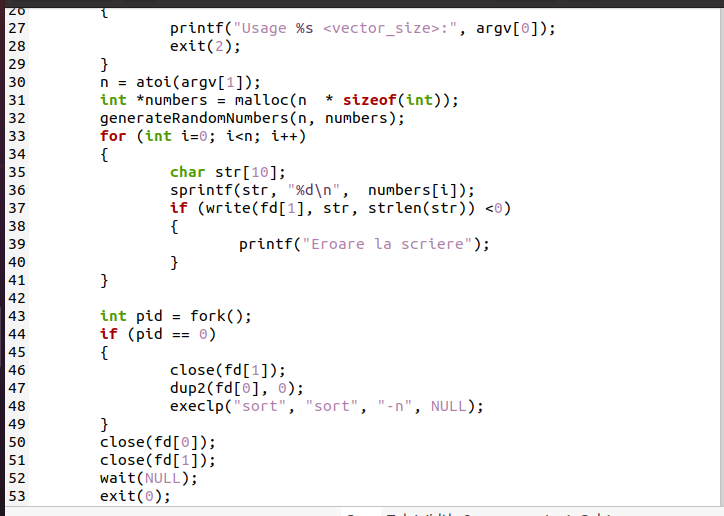 26 {
27 printf("Usage %s <vector_size>:", argv[0]);
28 exit(2);
29 }
30 n = atoi(argv[1]);
31 int *numbers = malloc(n  * sizeof(int));
32 generateRandomNumbers(n, numbers);
33 for (int i=0; i<n; i++)
34 {
35 char str[10];
36 sprintf(str, "%d\n",  numbers[i]);
37 if (write(fd[1], str, strlen(str)) <0)
38 {
39 printf("Eroare la scriere");
40 }
41 }
42
43 int pid = fork();
44 if (pid == 0)
45 {
46 close(fd[1]);
47 dup2(fd[0], 0);
48 execlp("sort", "sort", "-n", NULL);
49 }
50 close(fd[0]);
51 close(fd[1]);
52 wait(NULL);
53 exit(0);